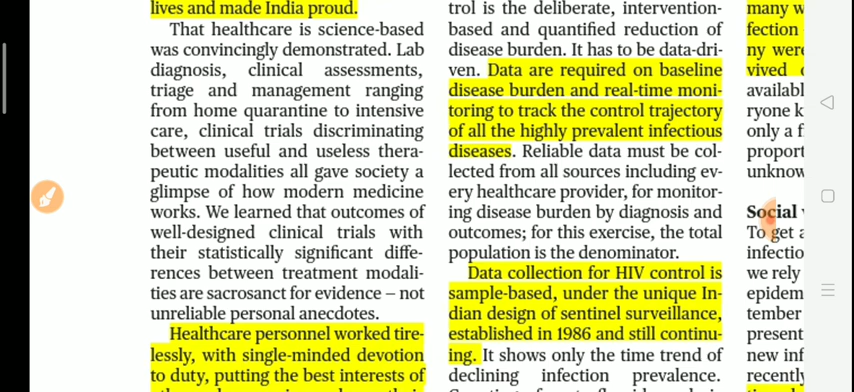 lives and made India proud.
That healthcare is science-based
was convincingly demonstrated. Lab
diagnosis, clinical assessments,
triage and management ranging
from home quarantine to intensive
care, clinical trials discriminating
between useful and useless thera-
peutic modalities all gave society a
glimpse of how modern medicine
works. We learned that outcomes of
well-designed clinical trials with
their statistically significant diffe-
rences between treatment modali-
ties are sacrosanct for evidence – not
unreliable personal anecdotes.
Healthcare personnel worked tire-
lessly, with single-minded devotion
to duty, putting the best interests of
trol is the deliberate, intervention-
based and quantified reduction of
disease burden. It has to be data-dri-
ven. Data are required on baseline
disease burden and real-time moni-
toring to track the control trajectory
of all the highly prevalent infectious
diseases. Reliable data must be col-
lected from all sources including ev-
ery healthcare provider, for monitor-
ing disease burden by diagnosis and
outcomes; for this exercise, the total
population is the denominator.
Data collection for HIV control is
sample-based, under the unique In-
dian design of sentinel surveillance,
established in 1986 and still continu-
ing. It shows only the time trend of
declining infection prevalence.
many w
fection
ny were
vived
availabl
ryone k
only a f
proport
unknow
Social
To get a
infectio
we rely
epidem
tember
present
new inf
recently